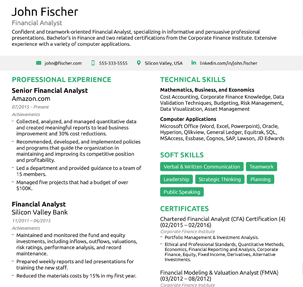 John Fischer
Financial Analyst
Confident and team-oriented Financial Analyst, specializing in informative and persuasive professional
presentations. Bachelor's in Finance and two related certifications from the Corporate Finance Institute. Extensive
experience with a variety of computer applications.
john@fischer.com
555-333-5555
Silicon Valley, USA
linkedin.com/in/john.fischer
PROFESSIONAL EXPERIENCE
Senior Financial Analyst
Amazon.com
07/2015 – Present
Achievements
Collected, analyzed, and managed quantitative data
and created meaningful reports to lead business
improvement and 30% cost reductions.
Recommended, developed, and implemented policies
and programs that guide the organization in
maintaining and improving its competitive position
and profitability.
Led a department and provided guidance to a team of
15 members.
Managed five projects that had a budget of over
$100K.
Financial Analyst
Silicon Valley Bank
11/2011 – 06/2015
Achievements
Maintained and monitored the fund and equity
investments, including inflows, outflows, valuations,
risk ratings, performance analysis, and record
maintenance.
Prepared weekly reports and led presentations for
training the new staff.
Reduced the materials costs by 15% in my first year.
TECHNICAL SKILLS
Mathematics, Business, and Economics
Cost Accounting, Corporate Finance Knowledge, Data
Validation Techniques, Budgeting, Risk Management,
Data Visualization, Asset Management
Computer Applications
Microsoft Office (Word, Excel, Powerpoint), Oracle,
Hyperion, Qlikview, General Ledger, Equitrak, SQL,
MSAccess, Essbase, Cognos, SAP, Lawson, JD Edwards
SOFT SKILLS
Verbal & Written Communication
Teamwork
Leadership
Strategic Thinking
Planning
Public Speaking
CERTIFICATES
Chartered Financial Analyst (CFA) Certification (4)
(02/2015 – 02/2016)
Corporate Finance Institute
Portfolio Management & Investment Analysis.
Ethical and Professional Standards, Quantitative Methods,
Economics, Financial Reporting and Analysis, Corporate
Finance, Equity, Fixed Income, Derivatives, Alternative
Investments.
Financial Modeling & Valuation Analyst (FMVA)
(03/2012 – 08/2012)
Corporate Finance Institute